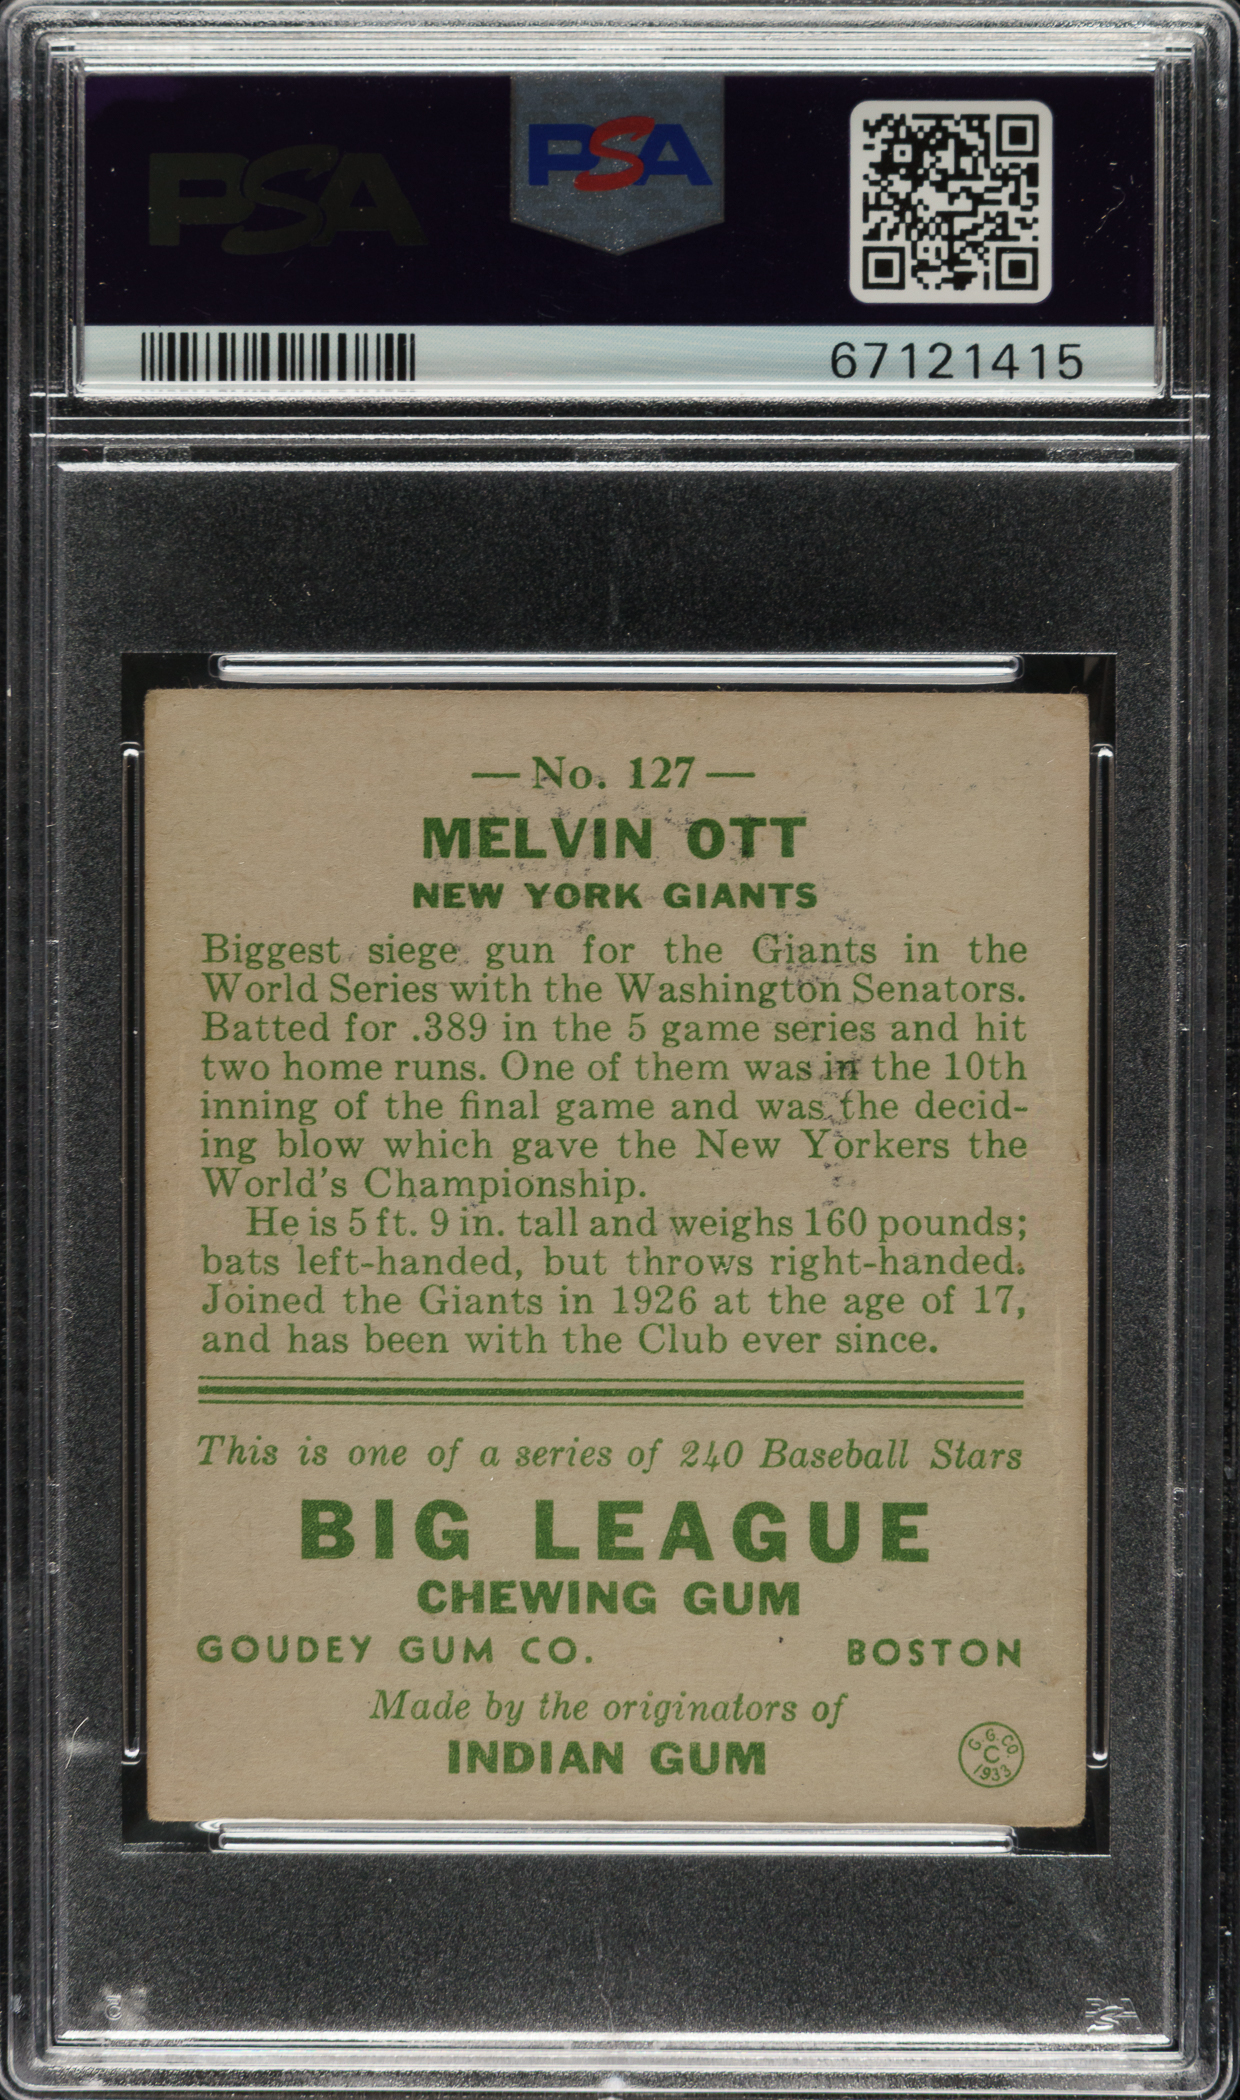 PSA
PSA
67121415
—No. 127—
MELVIN OTT
NEW YORK GIANTS
Biggest siege gun for the Giants in the
World Series with the Washington Senators.
Batted for .389 in the 5 game series and hit
two home runs. One of them was in the 10th
inning of the final game and was the decid-
ing blow which gave the New Yorkers the
World's Championship.
He is 5 ft. 9 in. tall and weighs 160 pounds;
bats left-handed, but throws right-handed.
Joined the Giants in 1926 at the age of 17,
and has been with the Club ever since.
This is one of a series of 240 Baseball Stars
BIG LEAGUE
CHEWING GUM
GOUDEY GUM CO. BOSTON
Made by the originators of
INDIAN GUM
G. G. CO.
C
1933
PSA